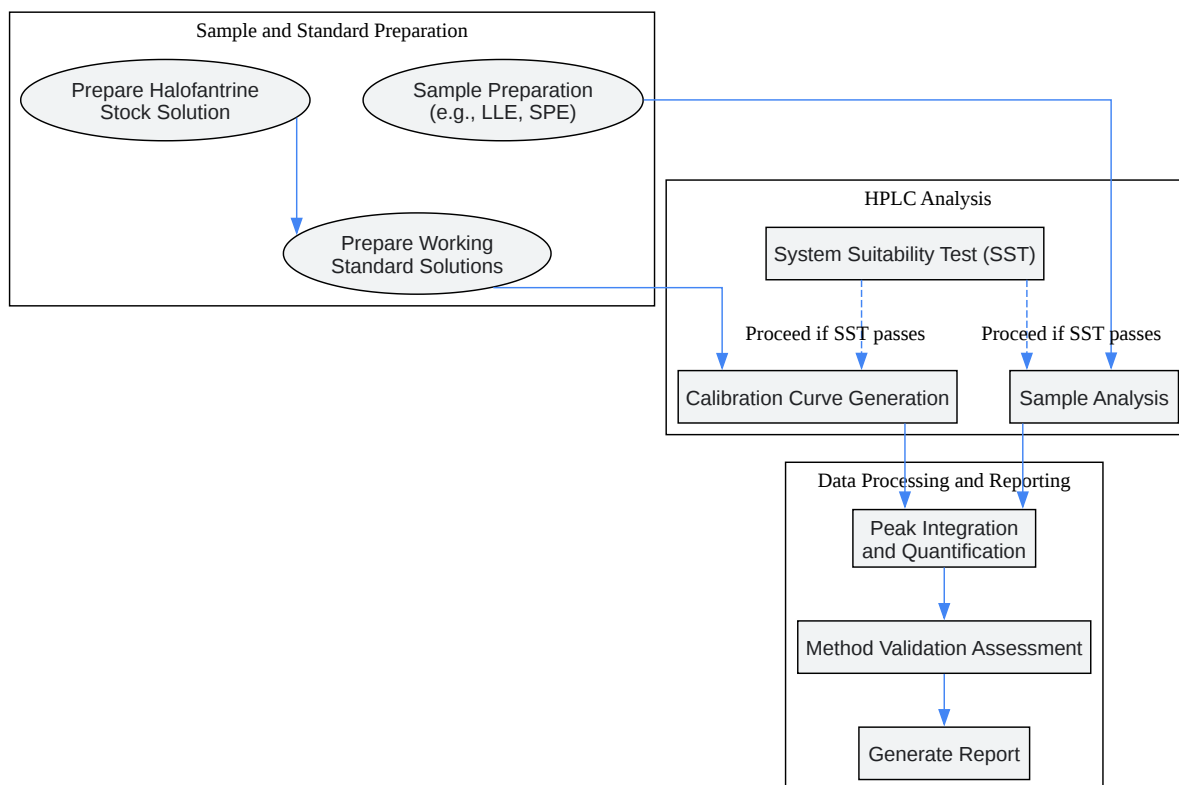 Sample and Standard Preparation
Prepare Halofantrine
Stock Solution
Sample Preparation
(e.g., LLE, SPE)
Prepare Working
Standard Solutions
HPLC Analysis
System Suitability Test (SST)
Proceed if SST passes
Proceed if SST passes
Calibration Curve Generation
Sample Analysis
Data Processing and Reporting
Peak Integration
and Quantification
Method Validation Assessment
Generate Report